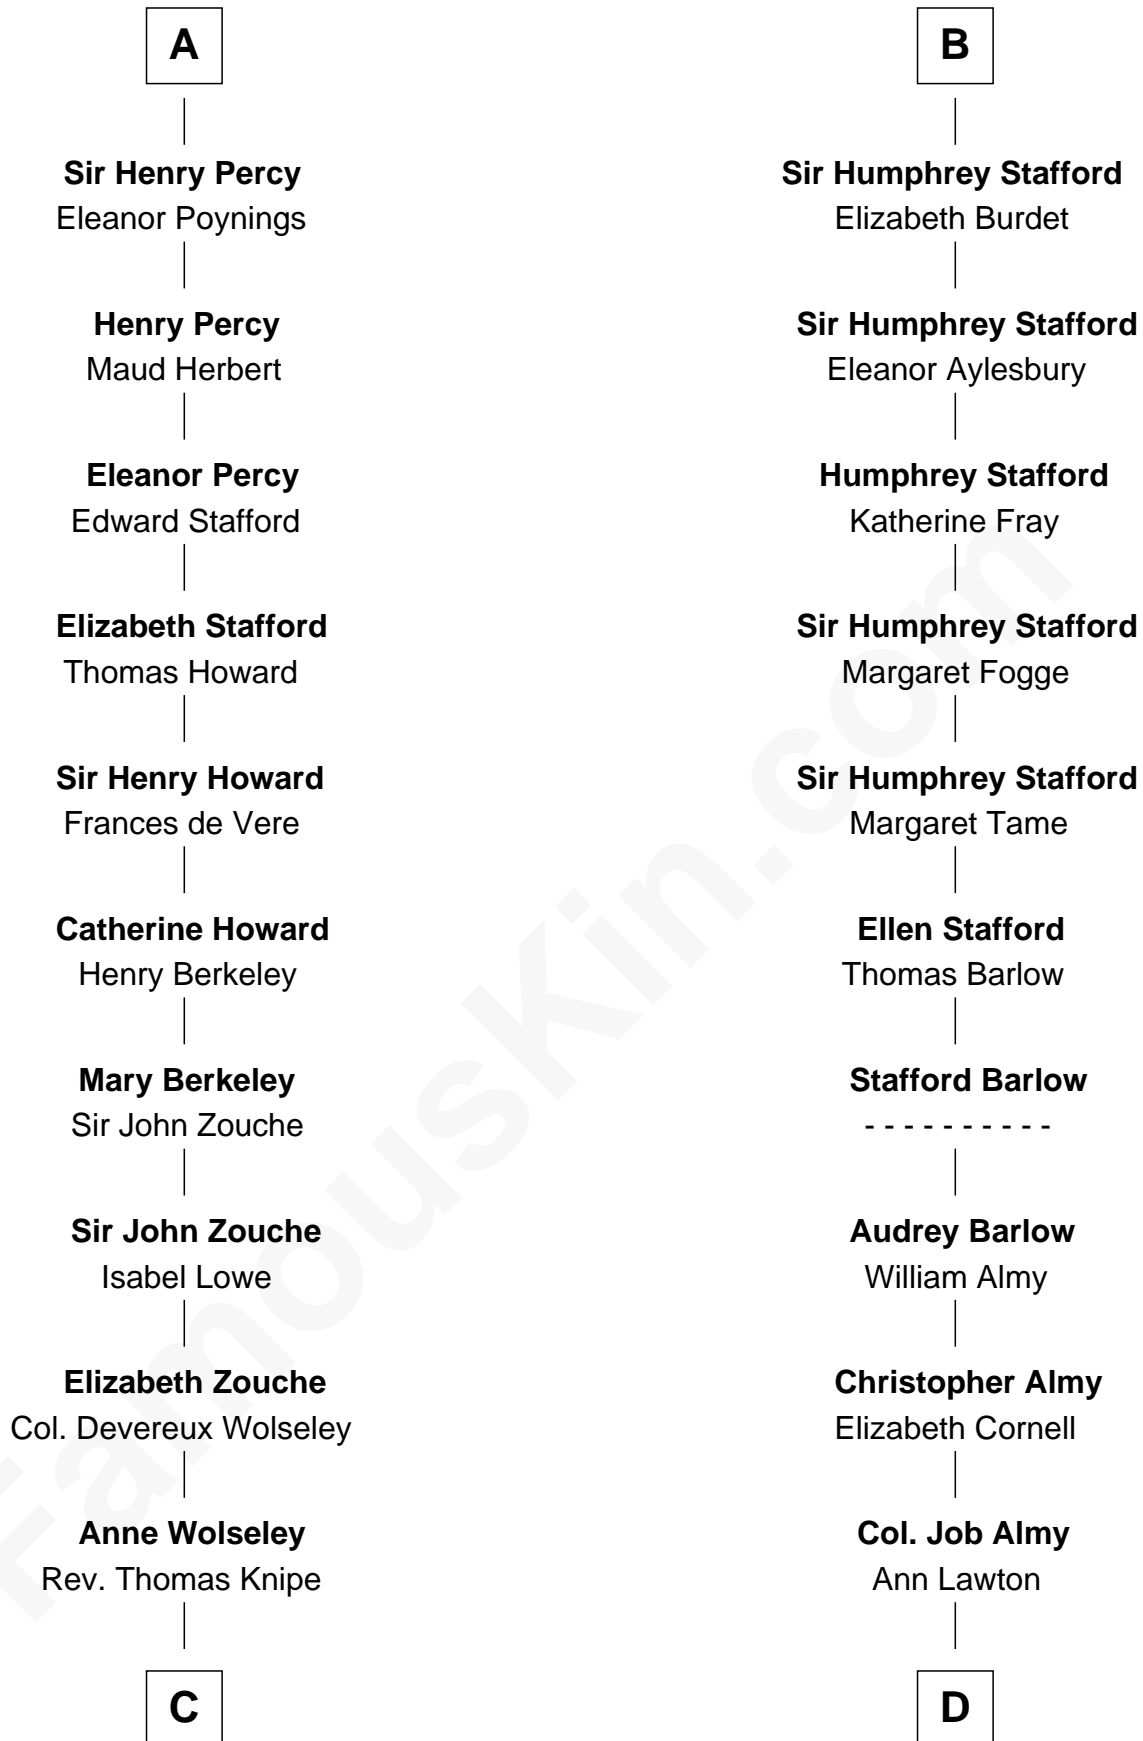 A
Sir Henry Percy
Eleanor Poynings
Henry Percy
Maud Herbert
Eleanor Percy
Edward Stafford
Elizabeth Stafford
Thomas Howard
Sir Henry Howard
Frances de Vere
Catherine Howard
Henry Berkeley
Mary Berkeley
Sir John Zouche
Sir John Zouche
Isabel Lowe
Elizabeth Zouche
Col. Devereux Wolseley
Anne Wolseley
Rev. Thomas Knipe
C
B
Sir Humphrey Stafford
Elizabeth Burdet
Sir Humphrey Stafford
Eleanor Aylesbury
Humphrey Stafford
Katherine Fray
Sir Humphrey Stafford
Margaret Fogge
Sir Humphrey Stafford
Margaret Tame
Ellen Stafford
Thomas Barlow
Stafford Barlow
- - - - - - - - - -
Audrey Barlow
William Almy
Christopher Almy
Elizabeth Cornell
Col. Job Almy
Ann Lawton
D
FamousKin.com